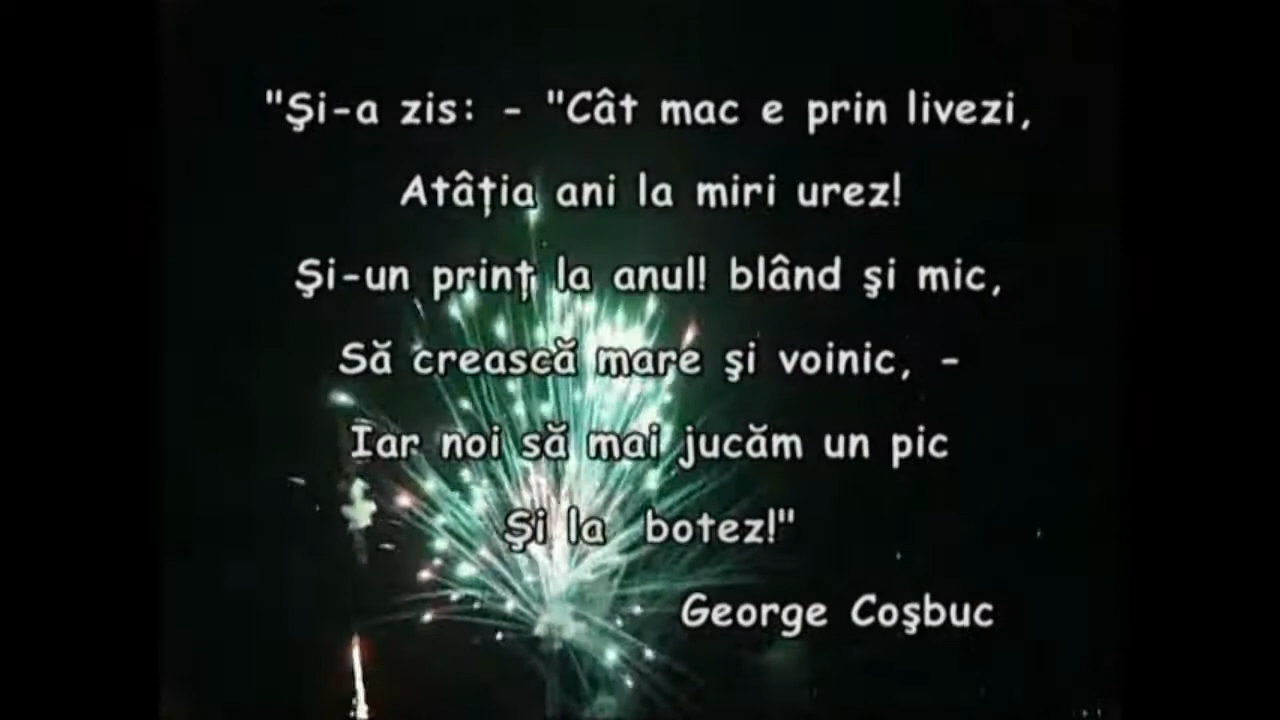 "Şi-a zis: - "Cât mac e prin livezi,
Atâţia ani la miri urez!
Şi-un prinţ la anul! blând şi mic,
Să crească mare şi voinic, -
Iar noi să mai jucăm un pic
Şi la botez!"
George Coşbuc